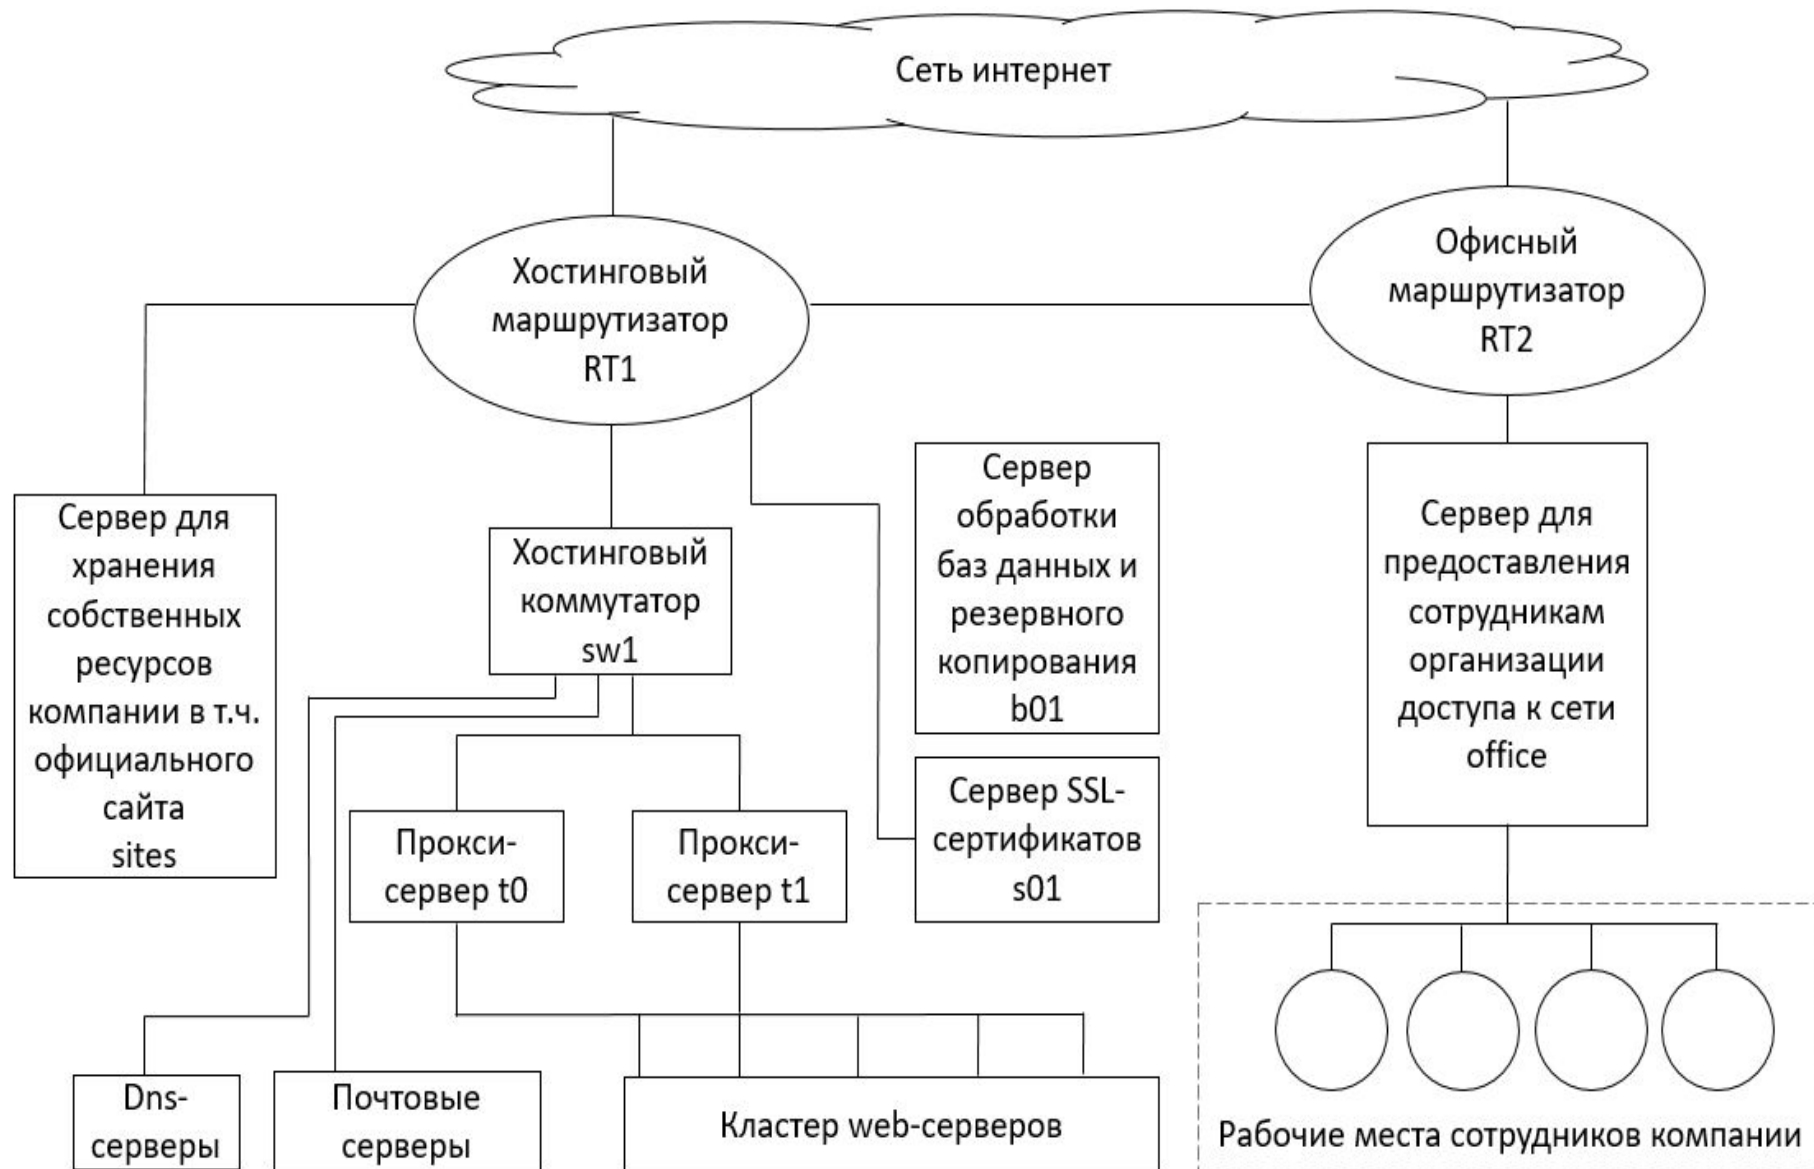 Сеть интернет
Хостинговый
маршрутизатор
RT1
Офисный
маршрутизатор
RT2
Сервер для
хранения
собственных
ресурсов
компании в т.ч.
официального
сайта
sites
Хостинговый
коммутатор
sw1
Сервер
обработки
баз данных и
резервного
копирования
b01
Сервер для
предоставления
сотрудникам
организации
доступа к сети
office
Прокси-
сервер t0
Прокси-
сервер t1
Сервер SSL-
сертификатов
s01
Dns-
серверы
Почтовые
серверы
Кластер web-серверов
Рабочие места сотрудников компании